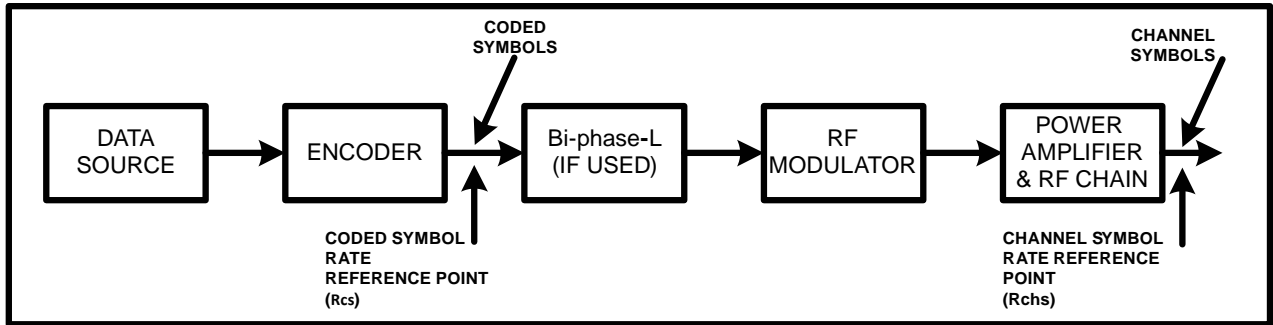 CODED
SYMBOLS
CHANNEL
SYMBOLS
DATA
SOURCE
ENCODER
Bi-phase-L
(IF USED)
RF
MODULATOR
POWER
AMPLIFIER
& RF CHAIN
CODED SYMBOL
RATE
REFERENCE POINT
(Rcs)
CHANNEL SYMBOL
RATE REFERENCE
POINT
(Rchs)